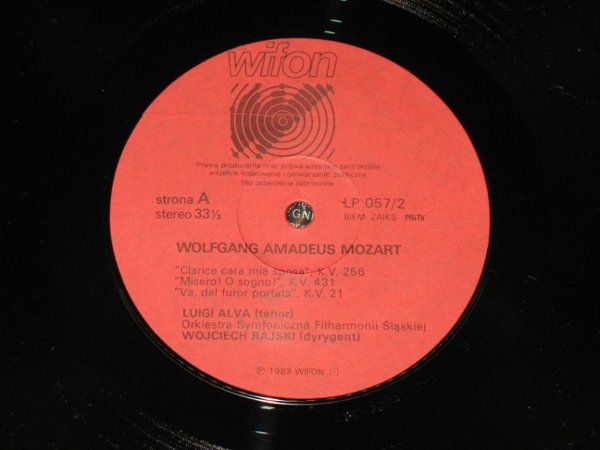 wifon
Prawa producenta oraz prawa autorskie zastrzeżone:
wszelkie kopiowanie i odtwarzanie publiczne
bez zezwolenia zabronione
strona A
stereo 33⅓
LP 057/2
BIEM ZAIKS PRiTV
GN
WOLFGANG AMADEUS MOZART
"Clarice cara mia sposa", K.V. 256
"Misero! O sogno!", K.V. 431
"Va, dal furor portata", K.V. 21
LUIGI ALVA (tenor)
Orkiestra Symfoniczna Filharmonii Śląskiej
WOJCIECH RAJSKI (dyrygent)
℗ 1983 WIFON